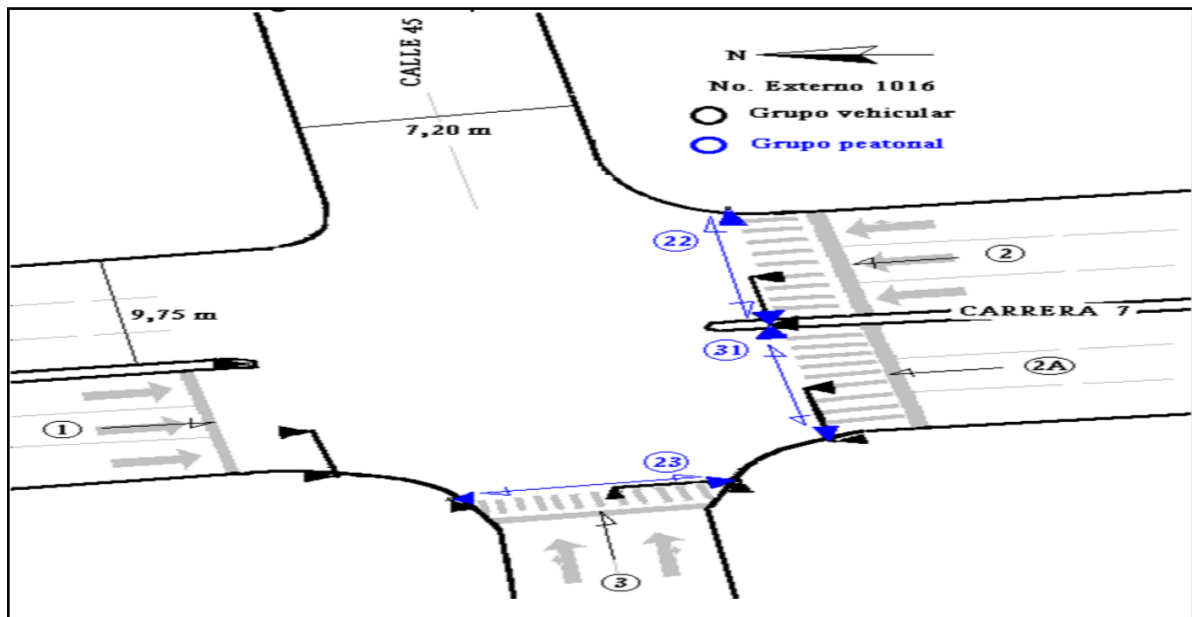 CALLE 45
N
No. Externo 1016
Grupo vehicular
Grupo peatonal
7,20 m
22
2
9,75 m
CARRERA 7
31
2A
1
23
3